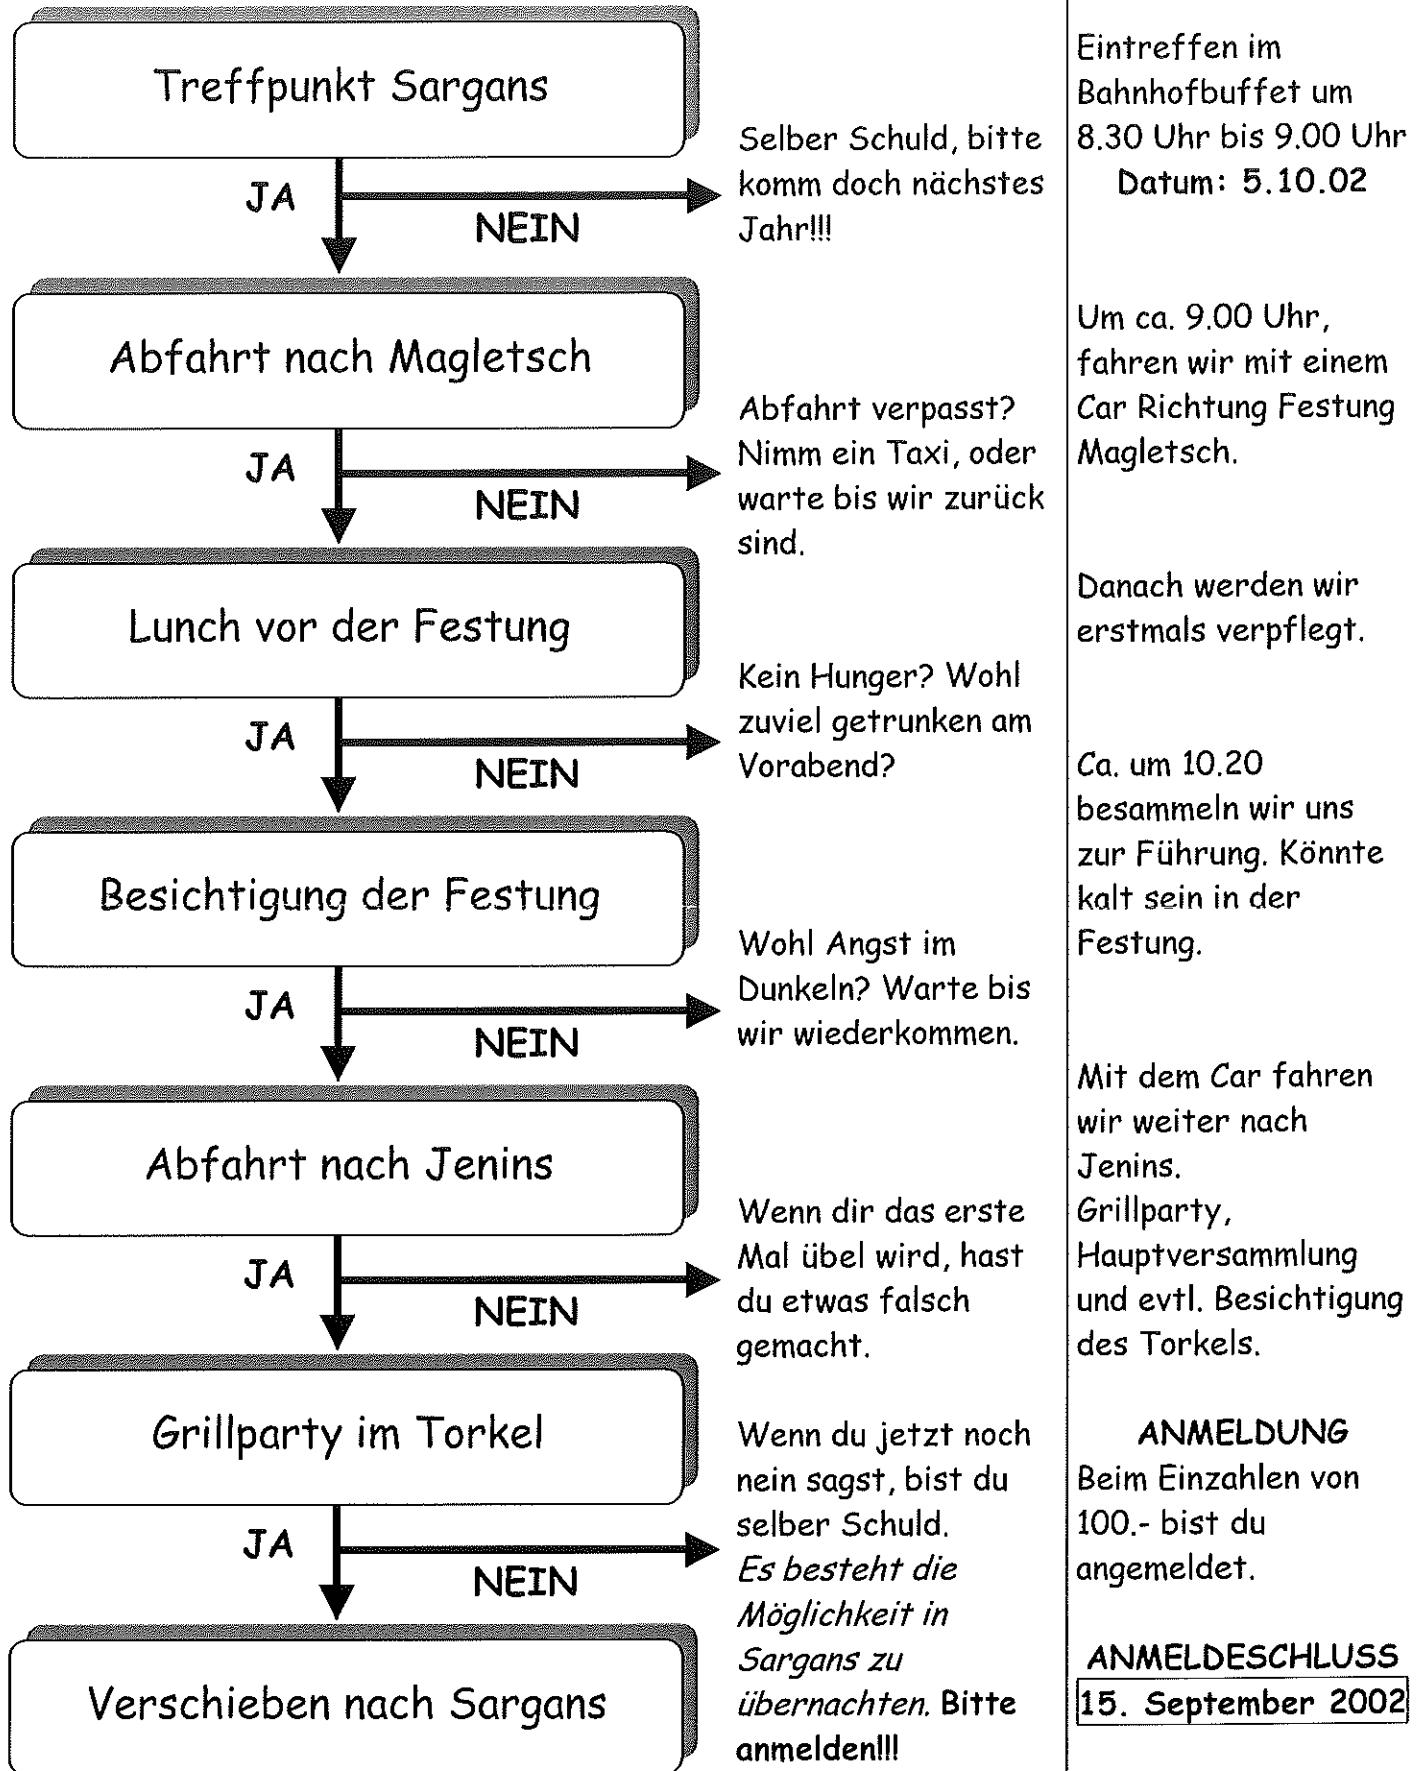 Treffpunkt Sargans
JA
NEIN
Selber Schuld, bitte
komm doch nächstes
Jahr!!!
Eintreffen im
Bahnhofbuffet um
8.30 Uhr bis 9.00 Uhr
Datum: 5.10.02
Abfahrt nach Magletsch
JA
NEIN
Abfahrt verpasst?
Nimm ein Taxi, oder
warte bis wir zurück
sind.
Um ca. 9.00 Uhr,
fahren wir mit einem
Car Richtung Festung
Magletsch.
Lunch vor der Festung
JA
NEIN
Kein Hunger? Wohl
zuviel getrunken am
Vorabend?
Danach werden wir
erstmals verpflegt.
Besichtigung der Festung
JA
NEIN
Wohl Angst im
Dunkeln? Warte bis
wir wiederkommen.
Ca. um 10.20
besammeln wir uns
zur Führung. Könnte
kalt sein in der
Festung.
Abfahrt nach Jenins
JA
NEIN
Wenn dir das erste
Mal übel wird, hast
du etwas falsch
gemacht.
Mit dem Car fahren
wir weiter nach
Jenins.
Grillparty,
Hauptversammlung
und evtl. Besichtigung
des Torkels.
Grillparty im Torkel
JA
NEIN
Wenn du jetzt noch
nein sagst, bist du
selber Schuld.
Es besteht die
Möglichkeit in
Sargans zu
übernachten. Bitte
anmelden!!!
ANMELDUNG
Beim Einzahlen von
100.- bist du
angemeldet.
Verschieben nach Sargans
ANMELDESCHLUSS
15. September 2002